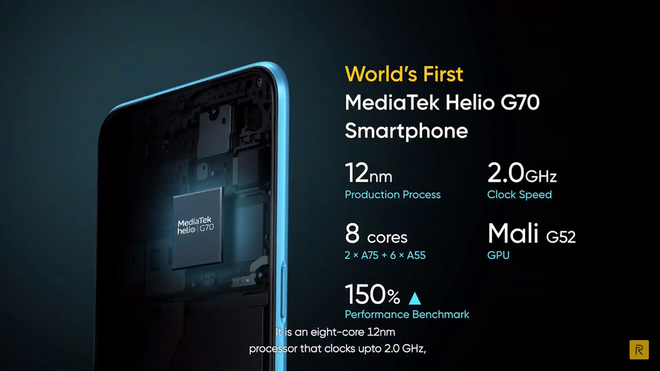 World's First
MediaTek Helio G70
Smartphone
12nm
Production Process
2.0GHz
Clock Speed
8 cores
2 × A75 + 6 × A55
Mali G52
GPU
150% ▲
Performance Benchmark
MediaTek
helio | G70
It is an eight-core 12nm
processor that clocks upto 2.0 GHz,
R